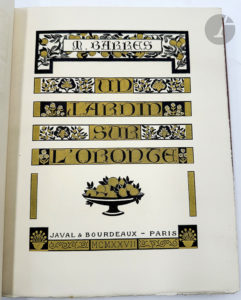 M. BARRÈS
UN
JARDIN
SUR
L'ORONTE
JAVAL & BOURDEAUX - PARIS
MCMXXVII